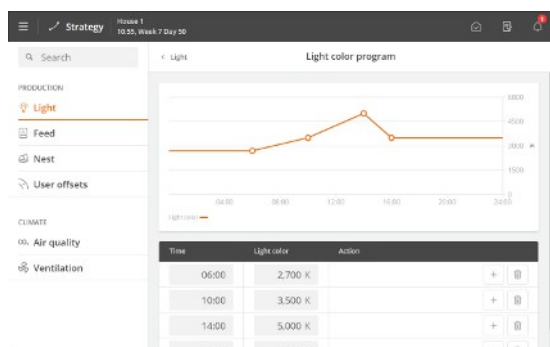 Strategy
House 1
10:55, Week 7 Day 50
Search
< Light
Light color program
PRODUCTION
Light
Feed
Nest
User offsets
CLIMATE
Air quality
Ventilation
6000
4500
3000
K
1500
0
04:00 08:00 12:00 16:00 20:00 24:00
Light color
Time Light color Action
06:00 2,700 K +
10:00 3,500 K +
14:00 5,000 K +